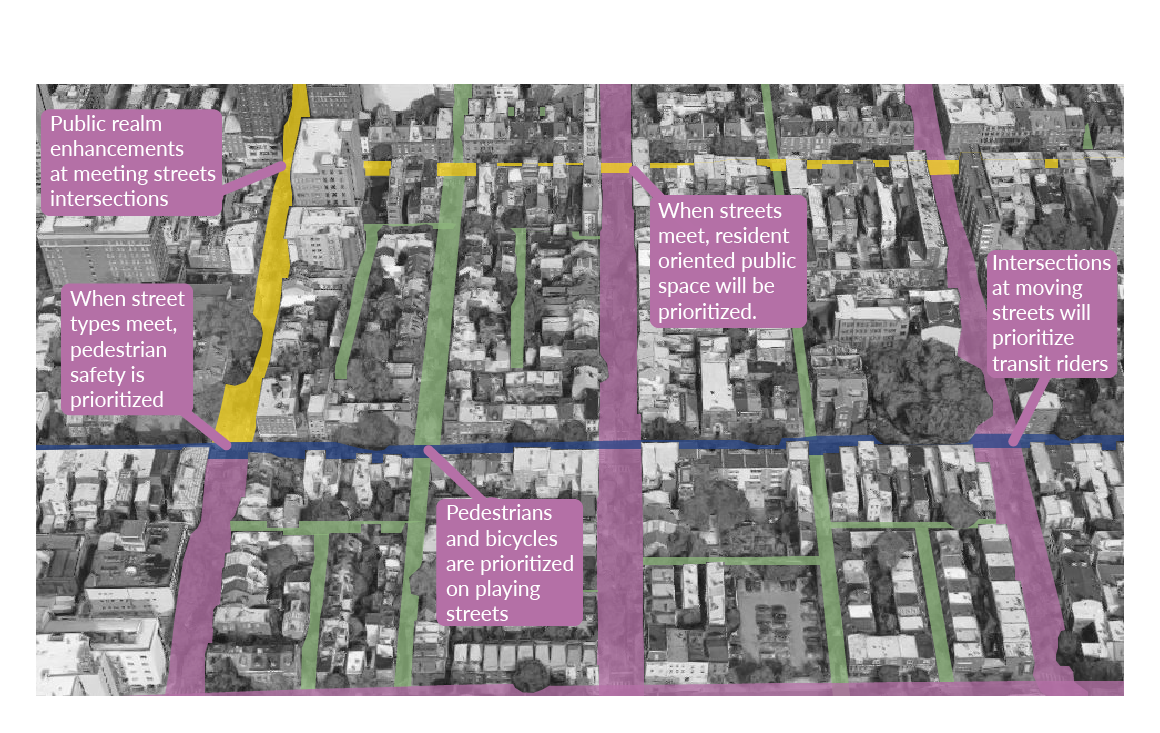 Public realm
enhancements
at meeting streets
intersections
When streets
meet, resident
oriented public
space will be
prioritized.
Intersections
at moving
streets will
prioritize
transit riders
When street
types meet,
pedestrian
safety is
prioritized
Pedestrians
and bicycles
are prioritized
on playing
streets